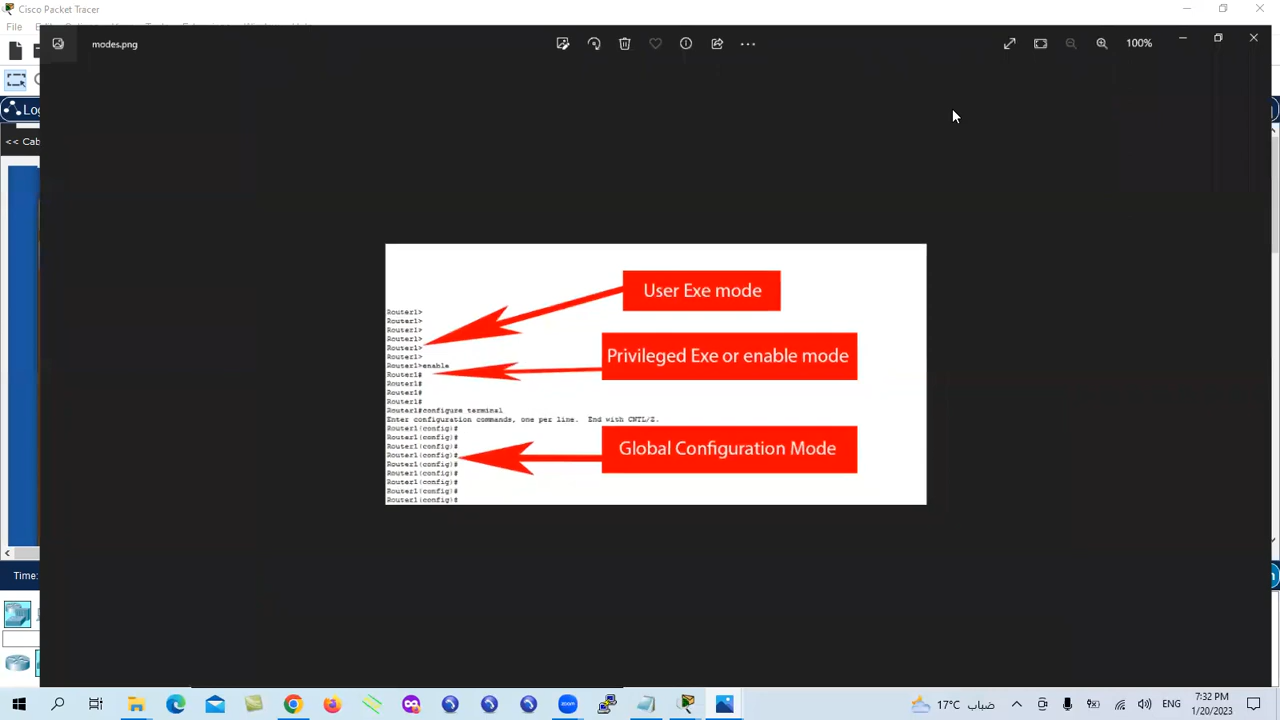 Cisco Packet Tracer
File
modes.png
100%
Log
<< Cab
User Exe mode
Router1>
Router1>
Router1>
Router1>
Router1>
Router1>
Router1>enable
Privileged Exe or enable mode
Router1#
Router1#
Router1#
Router1#
Router1#configure terminal
Enter configuration commands, one per line.  End with CNTL/Z.
Router1(config)#
Router1(config)#
Router1(config)#
Router1(config)#
Global Configuration Mode
Router1(config)#
Router1(config)#
Router1(config)#
Router1(config)#
Router1(config)#
Time:
17°C ضباب
ENG
7:32 PM
1/20/2023